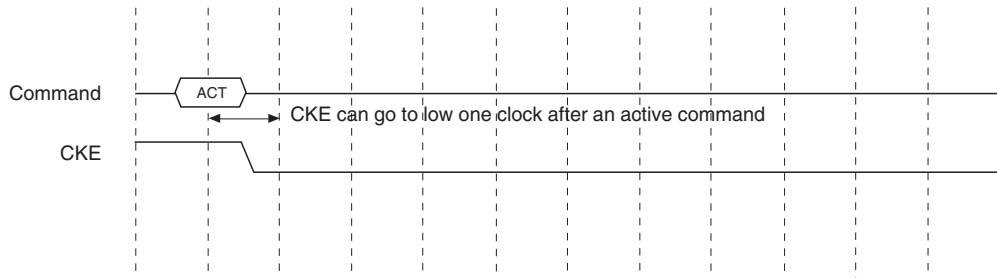 Command
ACT
CKE can go to low one clock after an active command
CKE